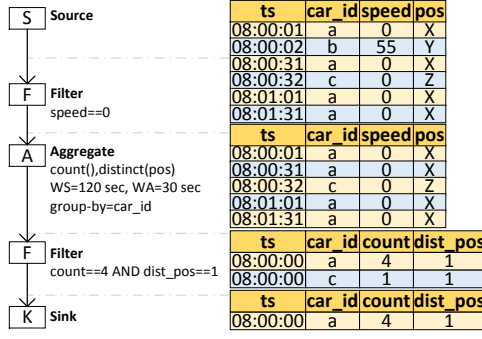 S Source
F Filter
speed==0
A Aggregate
count(),distinct(pos)
WS=120 sec, WA=30 sec
group-by=car_id
F Filter
count==4 AND dist_pos==1
K Sink
ts car_id speed pos
08:00:01 a 0 X
08:00:02 b 55 Y
08:00:31 a 0 X
08:00:32 c 0 Z
08:01:01 a 0 X
08:01:31 a 0 X
ts car_id speed pos
08:00:01 a 0 X
08:00:31 a 0 X
08:00:32 c 0 Z
08:01:01 a 0 X
08:01:31 a 0 X
ts car_id count dist_pos
08:00:00 a 4 1
08:00:00 c 1 1
ts car_id count dist_pos
08:00:00 a 4 1